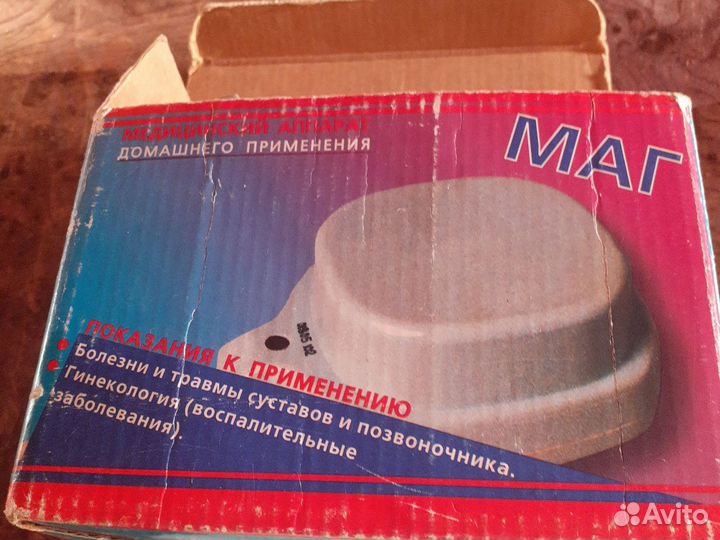 МЕДИЦИНСКИЙ АППАРАТ
ДОМАШНЕГО ПРИМЕНЕНИЯ
МАГ
ПОКАЗАНИЯ К ПРИМЕНЕНИЮ
• Болезни и травмы суставов и позвоночника.
• Гинекология (воспалительные
заболевания).
Avito